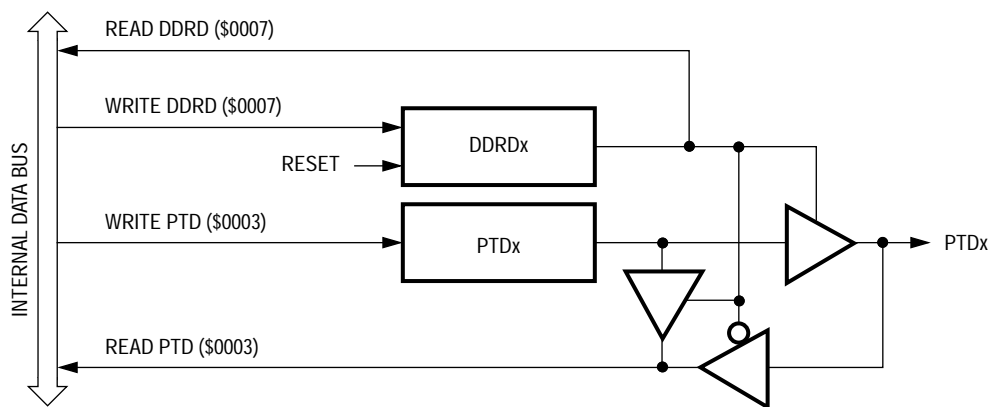 READ DDRD ($0007)
WRITE DDRD ($0007)
DDRDx
RESET
WRITE PTD ($0003)
PTDx
PTDx
READ PTD ($0003)
INTERNAL DATA BUS